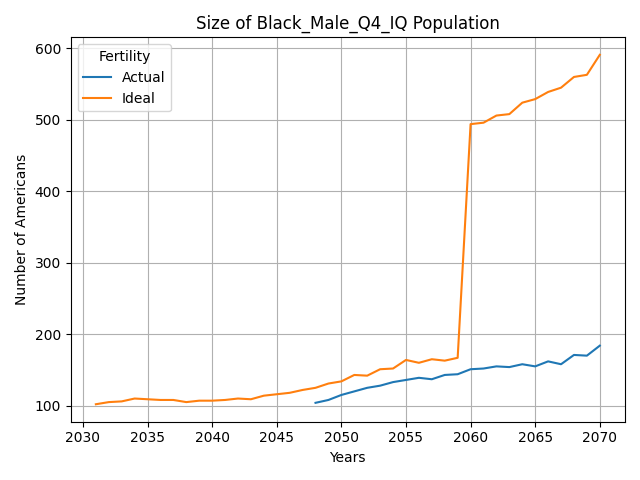 Size of Black_Male_Q4_IQ Population
Fertility
Actual
Ideal
Number of Americans
600
500
400
300
200
100
2030 2035 2040 2045 2050 2055 2060 2065 2070
Years